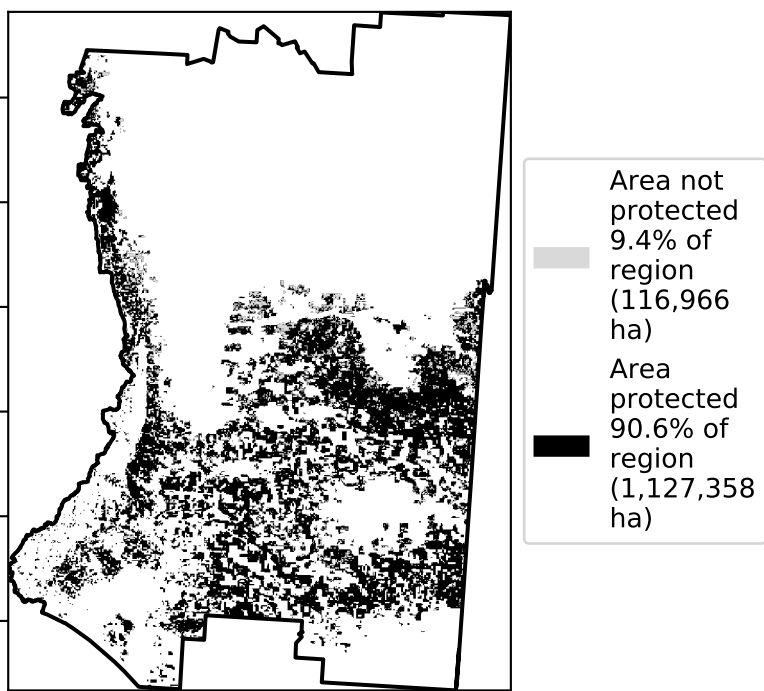 Area not
protected
9.4% of
region
(116,966
ha)
Area
protected
90.6% of
region
(1,127,358
ha)